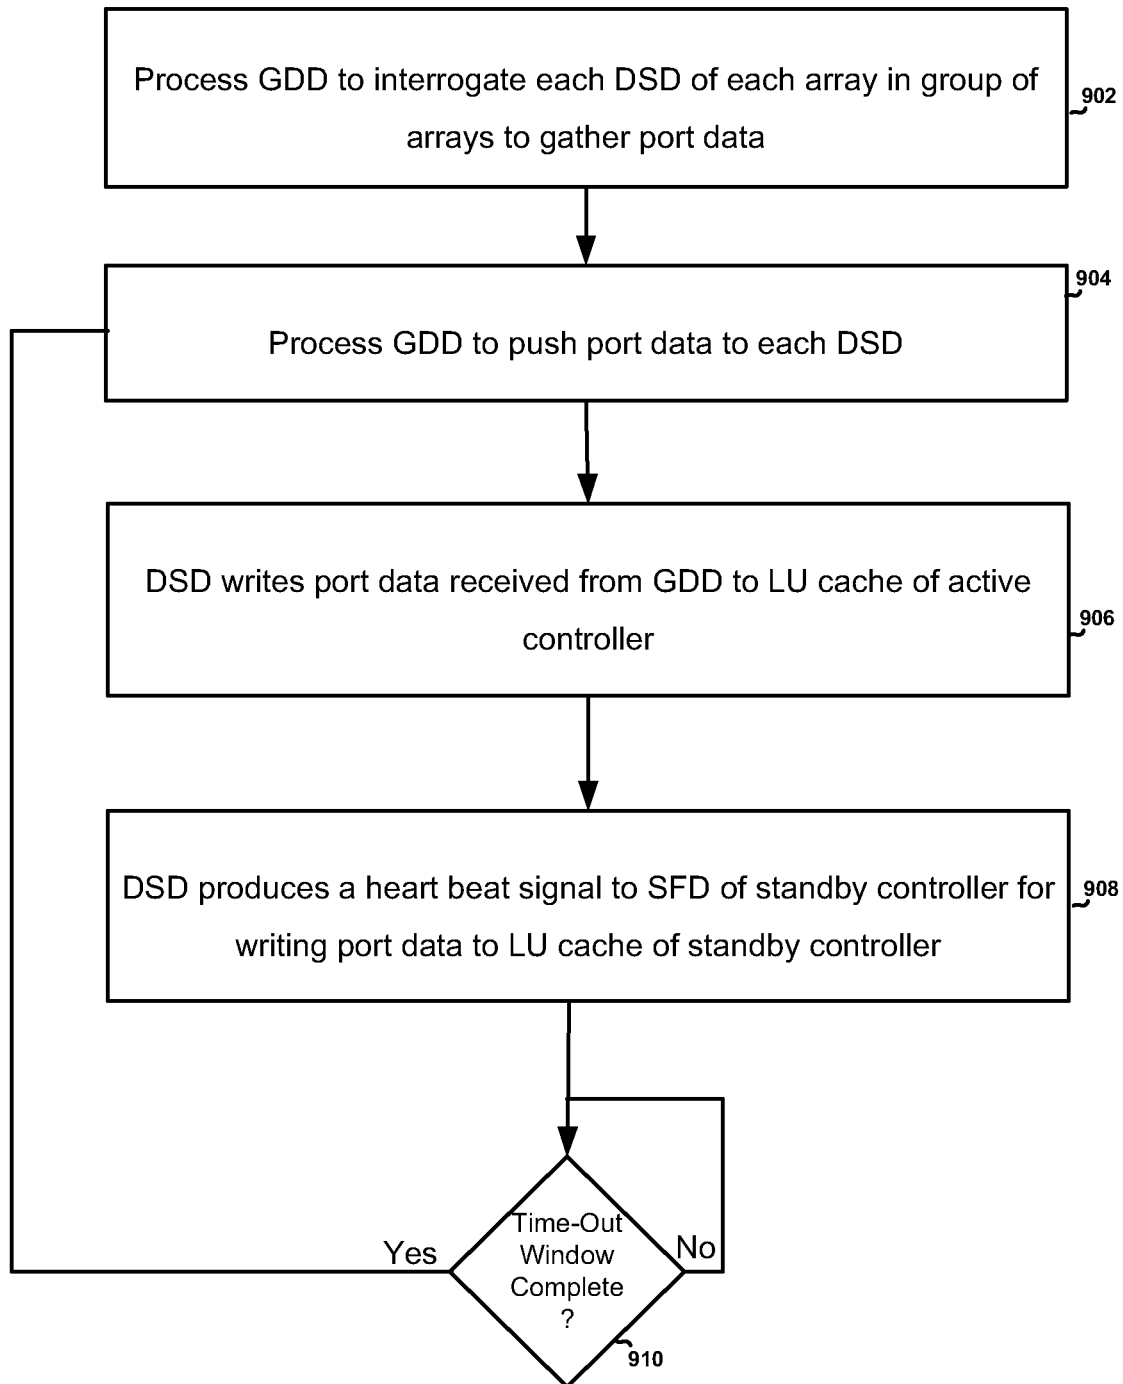 Process GDD to interrogate each DSD of each array in group of
arrays to gather port data
902
904
Process GDD to push port data to each DSD
DSD writes port data received from GDD to LU cache of active
controller
906
DSD produces a heart beat signal to SFD of standby controller for
writing port data to LU cache of standby controller
908
Yes
Time-Out
Window
Complete
?
No
910